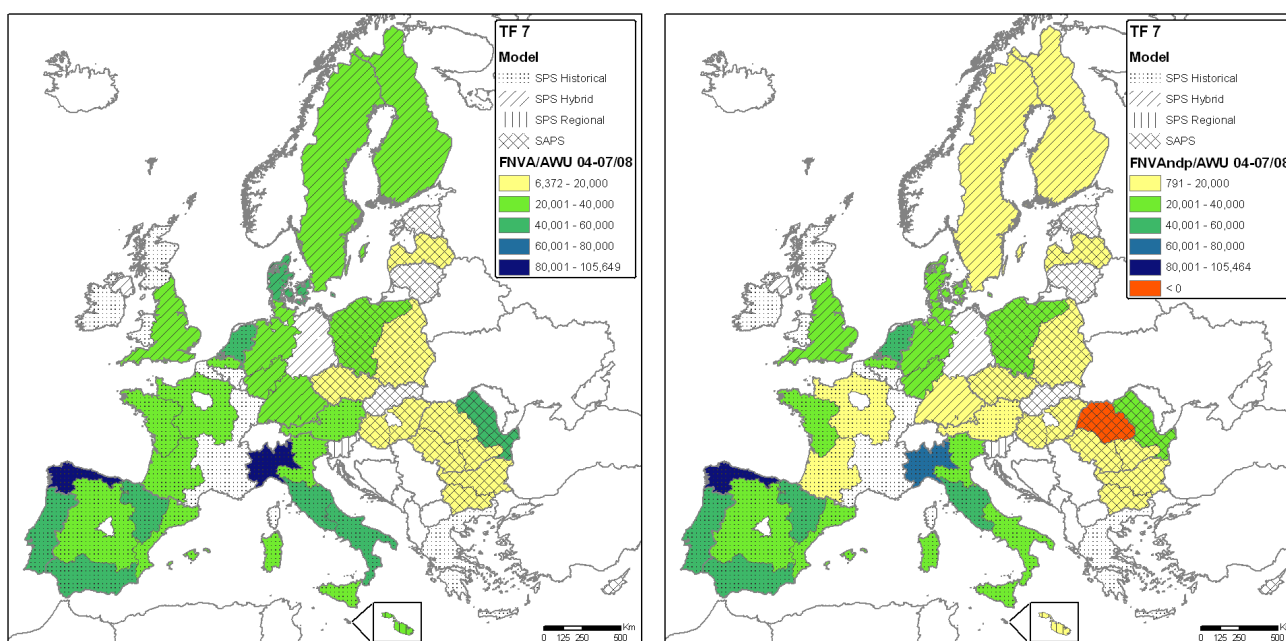 TF 7
Model
SPS Historical
SPS Hybrid
SPS Regional
SAPS
FNVA/AWU 04-07/08
6,372 - 20,000
20,001 - 40,000
40,001 - 60,000
60,001 - 80,000
80,001 - 105,649
Km
0 125 250 500
TF 7
Model
SPS Historical
SPS Hybrid
SPS Regional
SAPS
FNVAndp/AWU 04-07/08
791 - 20,000
20,001 - 40,000
40,001 - 60,000
60,001 - 80,000
80,001 - 105,464
< 0
Km
0 125 250 500